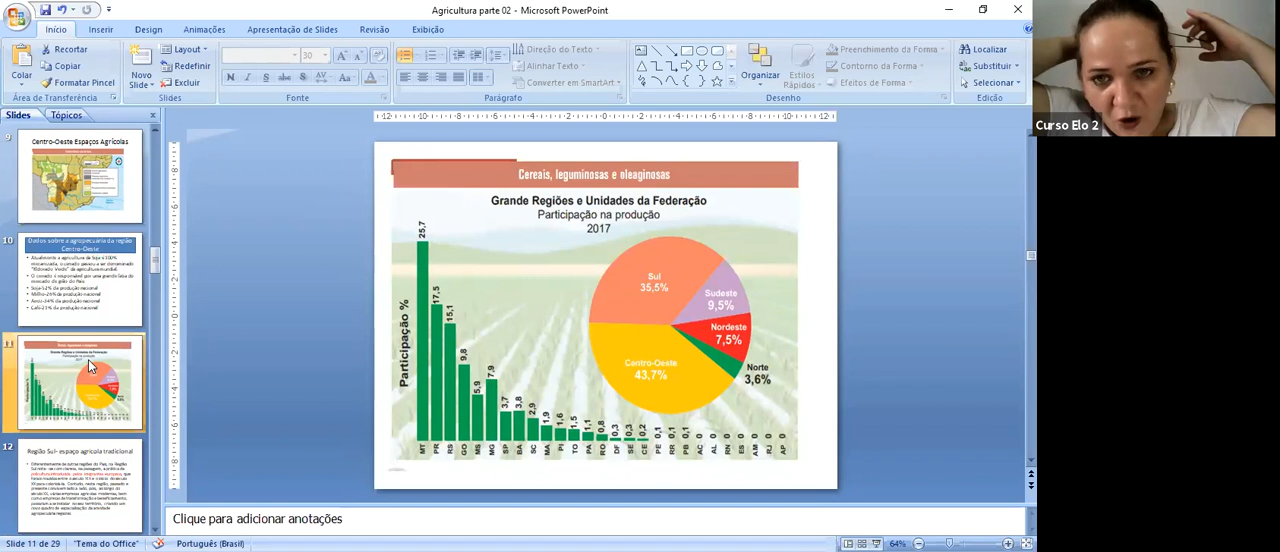 Agricultura parte 02 - Microsoft PowerPoint
Início Inserir Design Animações Apresentação de Slides Revisão Exibição
Colar
Recortar
Copiar
Formatar Pincel
Área de Transferência
Novo Slide
Layout
Redefinir
Excluir
Slides
30
Fonte
Direção do Texto
Alinhar Texto
Converter em SmartArt
Parágrafo
Organizar
Estilos Rápidos
Preenchimento da Forma
Contorno da Forma
Efeitos de Forma
Desenho
Localizar
Substituir
Selecionar
Edição
Curso Elo 2
Slides Tópicos
9
Centro-Oeste Espaços Agrícolas
10
Dados sobre a agropecuária da região
Centro-Oeste
11
12
Região Sul- espaço agrícola tradicional
Cereais, leguminosas e oleaginosas
Grande Regiões e Unidades da Federação
Participação na produção
2017
Participação %
25,7 17,5 15,1 9,8 5,9 7,9 3,7 3,8 2,9 1,9 1,6 1,5 1,1 0,8 0,3 0,3 0,2 0,1 0,1 0,1 0 0 0 0 0 0 0
MT PR RS GO MS MG SP BA SC MA PI TO PA RO DF SE CE PE RR PB AC AL RN ES AM RJ AP
Sul
35,5%
Sudeste
9,5%
Nordeste
7,5%
Norte
3,6%
Centro-Oeste
43,7%
Clique para adicionar anotações
Slide 11 de 29 "Tema do Office" Português (Brasil) 64%